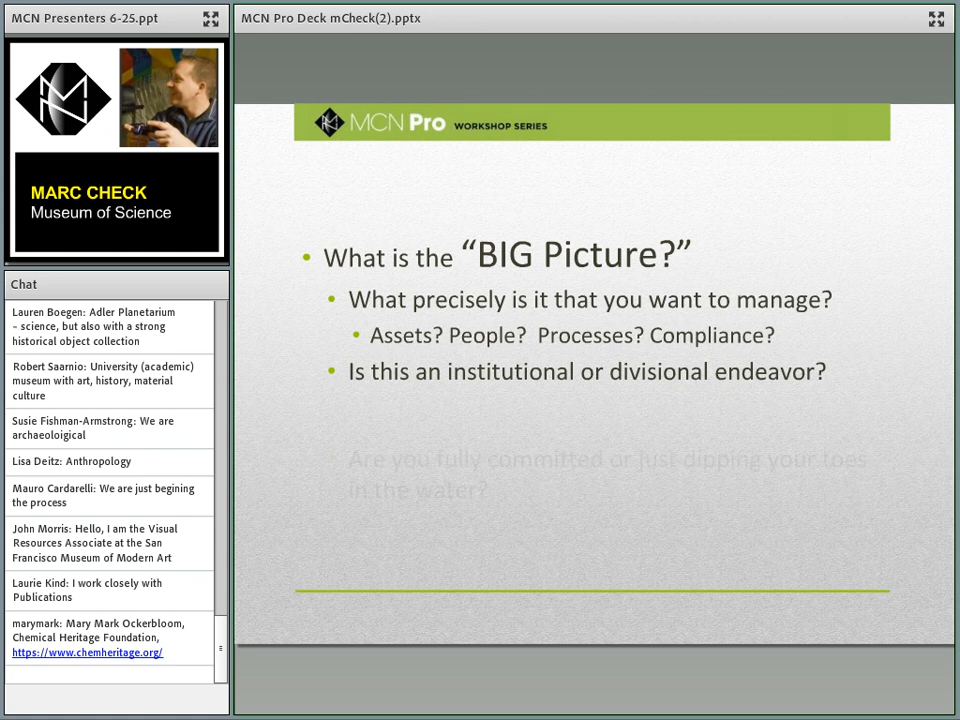 MCN Presenters 6-25.ppt
MARC CHECK
Museum of Science
Chat
Lauren Boegen: Adler Planetarium
– science, but also with a strong
historical object collection
Robert Saarnio: University (academic)
museum with art, history, material
culture
Susie Fishman-Armstrong: We are
archaeoloigical
Lisa Deitz: Anthropology
Mauro Cardarelli: We are just begining
the process
John Morris: Hello, I am the Visual
Resources Associate at the San
Francisco Museum of Modern Art
Laurie Kind: I work closely with
Publications
marymark: Mary Mark Ockerbloom,
Chemical Heritage Foundation,
https://www.chemheritage.org/
MCN Pro Deck mCheck(2).pptx
MCN Pro WORKSHOP SERIES
• What is the “BIG Picture?”
• What precisely is it that you want to manage?
• Assets? People?  Processes? Compliance?
• Is this an institutional or divisional endeavor?
• Are you fully committed or just dipping your toes
in the water?